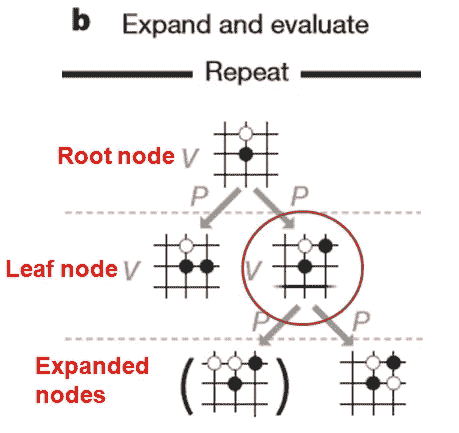 b Expand and evaluate
Repeat
Root node V
P P
Leaf node V V
P P
Expanded
nodes ( )